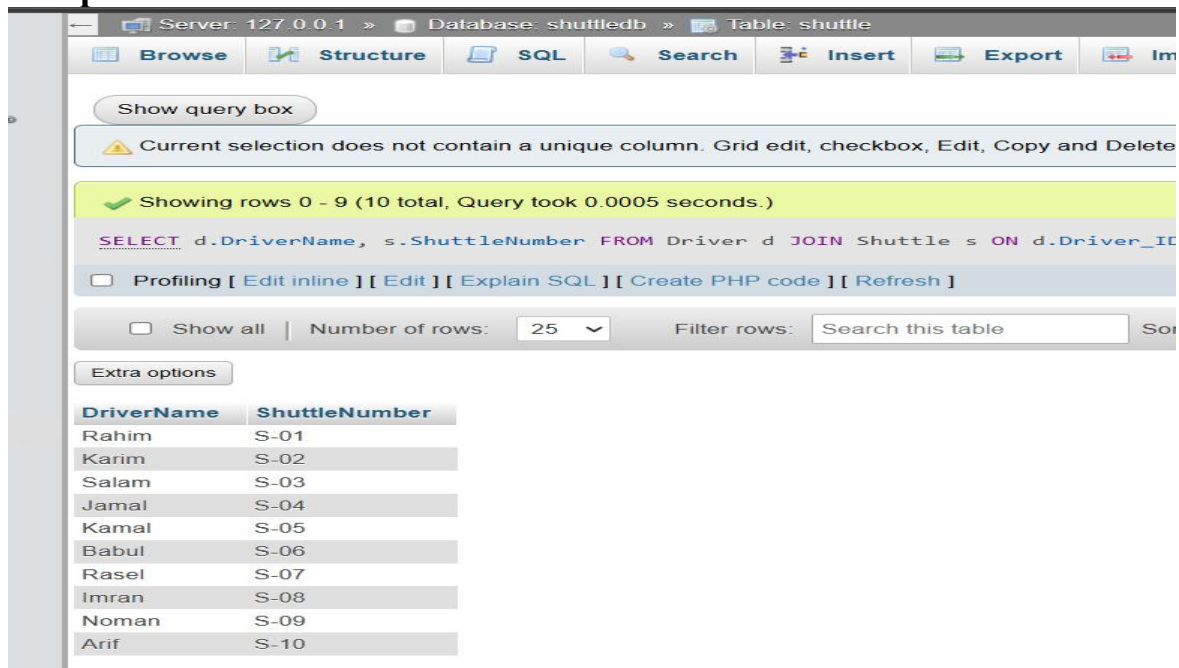 Server: 127.0.0.1 » Database: shuttledb » Table: shuttle
Browse Structure SQL Search Insert Export
Show query box
Current selection does not contain a unique column. Grid edit, checkbox, Edit, Copy and Delete
Showing rows 0 - 9 (10 total, Query took 0.0005 seconds.)
SELECT d.DriverName, s.ShuttleNumber FROM Driver d JOIN Shuttle s ON d.Driver_ID
Profiling [ Edit inline ] [ Edit ] [ Explain SQL ] [ Create PHP code ] [ Refresh ]
Show all | Number of rows: 25 Filter rows: Search this table
Extra options
DriverName ShuttleNumber
Rahim S-01
Karim S-02
Salam S-03
Jamal S-04
Kamal S-05
Babul S-06
Rasel S-07
Imran S-08
Noman S-09
Arif S-10